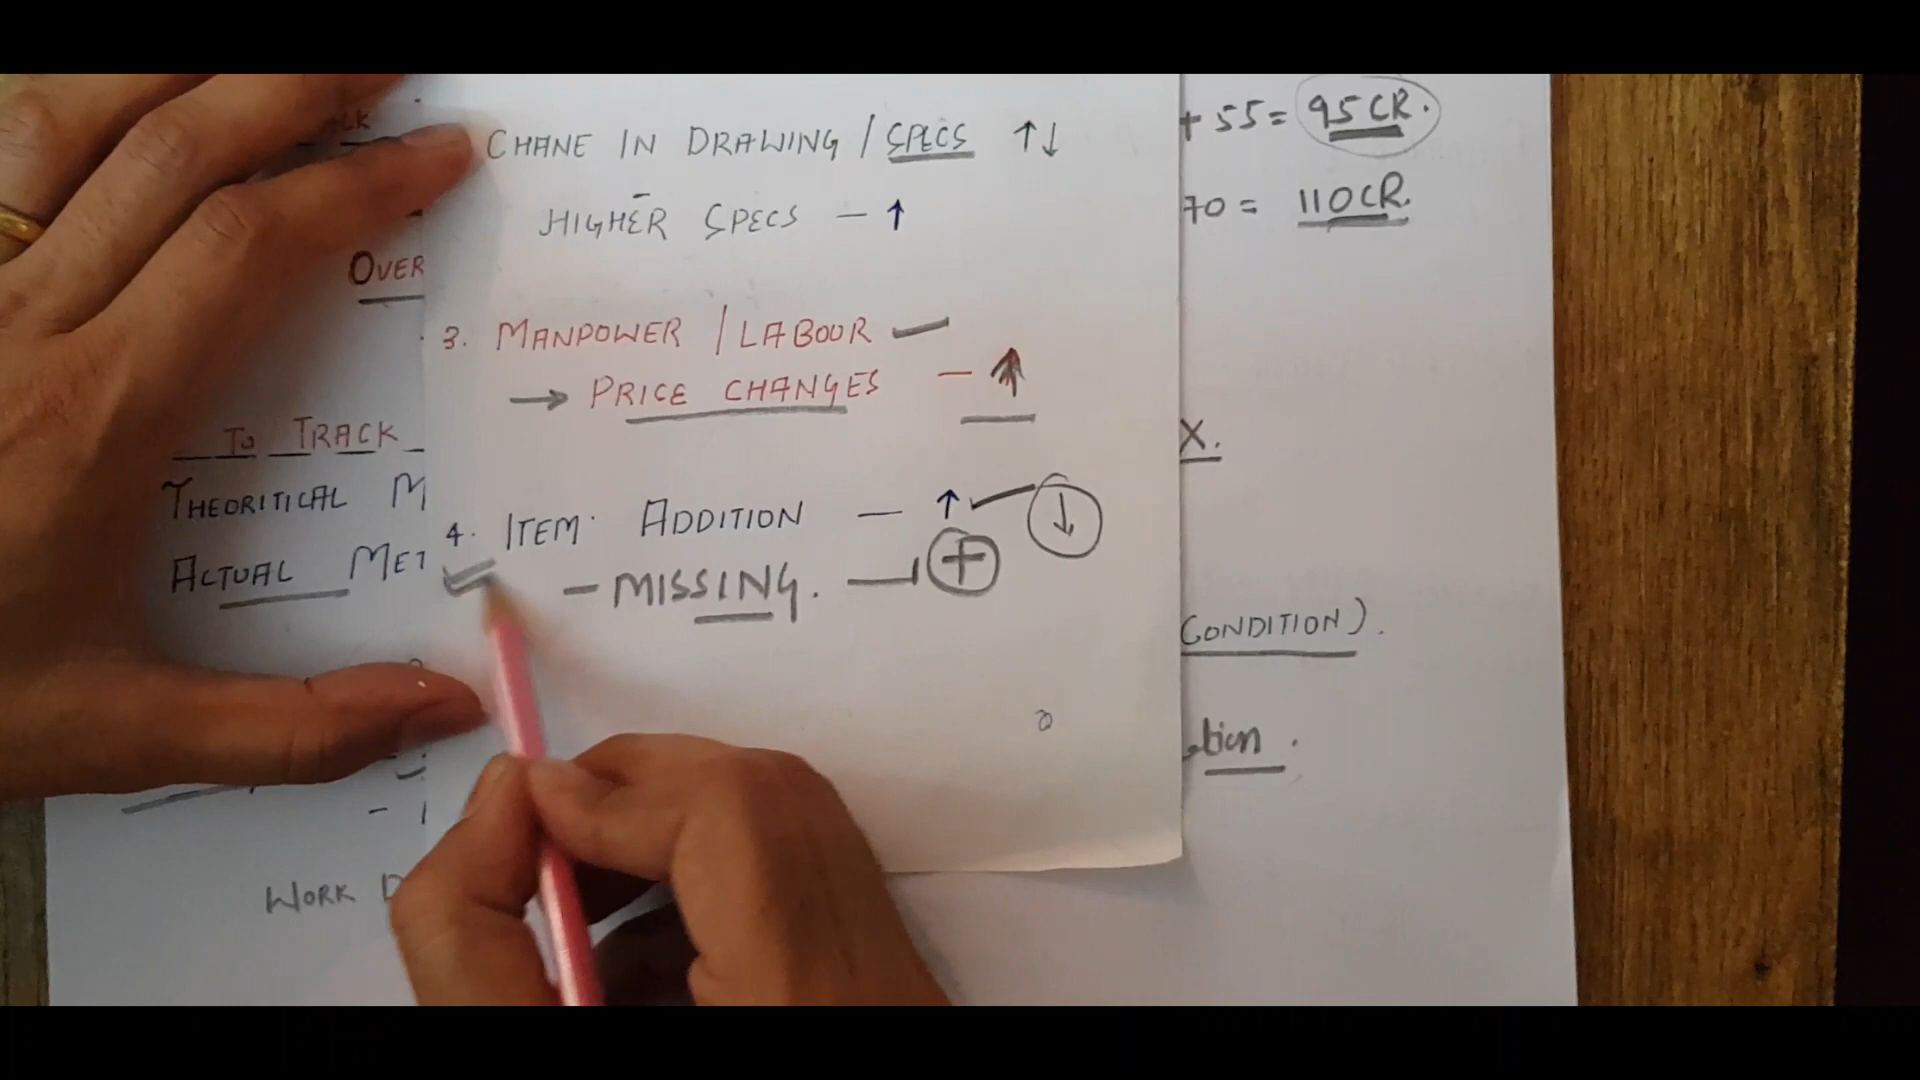 CHANE IN DRAWING / SPECS ↑↓
HIGHER SPECS — ↑
3. MANPOWER / LABOUR
→ PRICE CHANGES — ↑
4. ITEM ADDITION — ↑ ↓
- MISSING. +
+ 55 = 95 CR.
70 = 110 CR.
X.
CONDITION).
OVER
TO TRACK
THEORITICAL M
ACTUAL MET
WORK